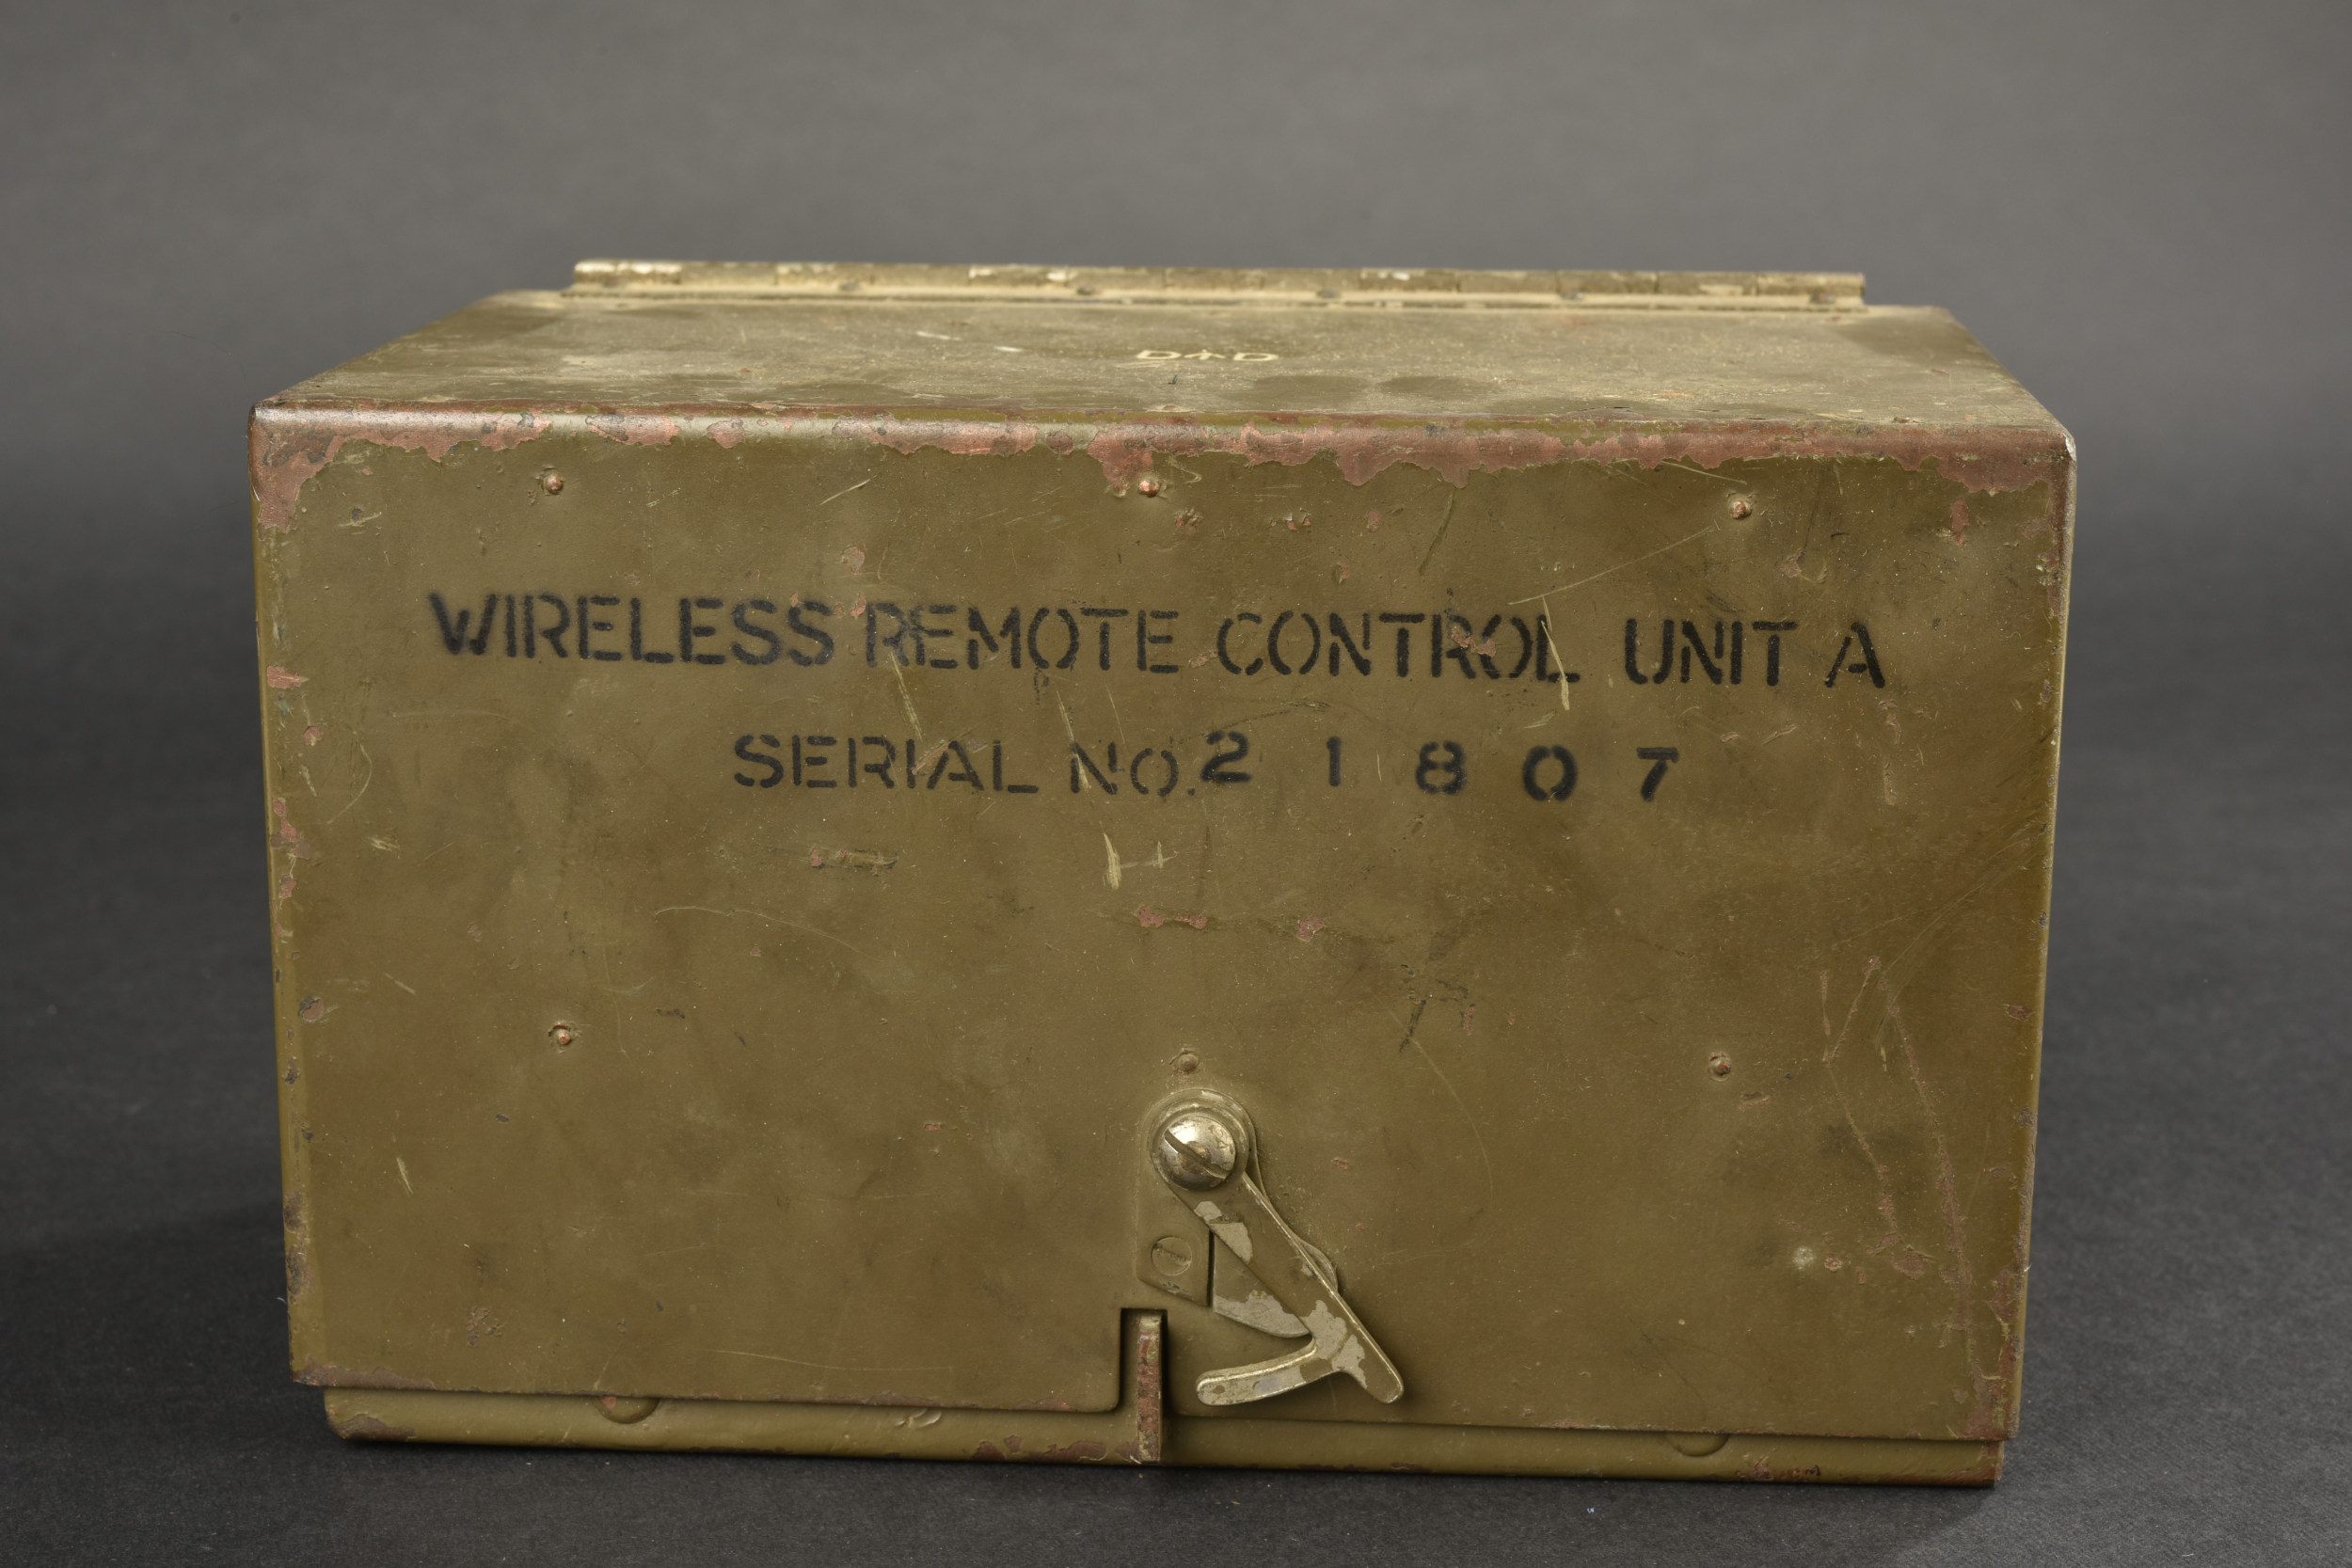 D↑D
WIRELESS REMOTE CONTROL UNIT A
SERIAL NO. 2 1 8 0 7